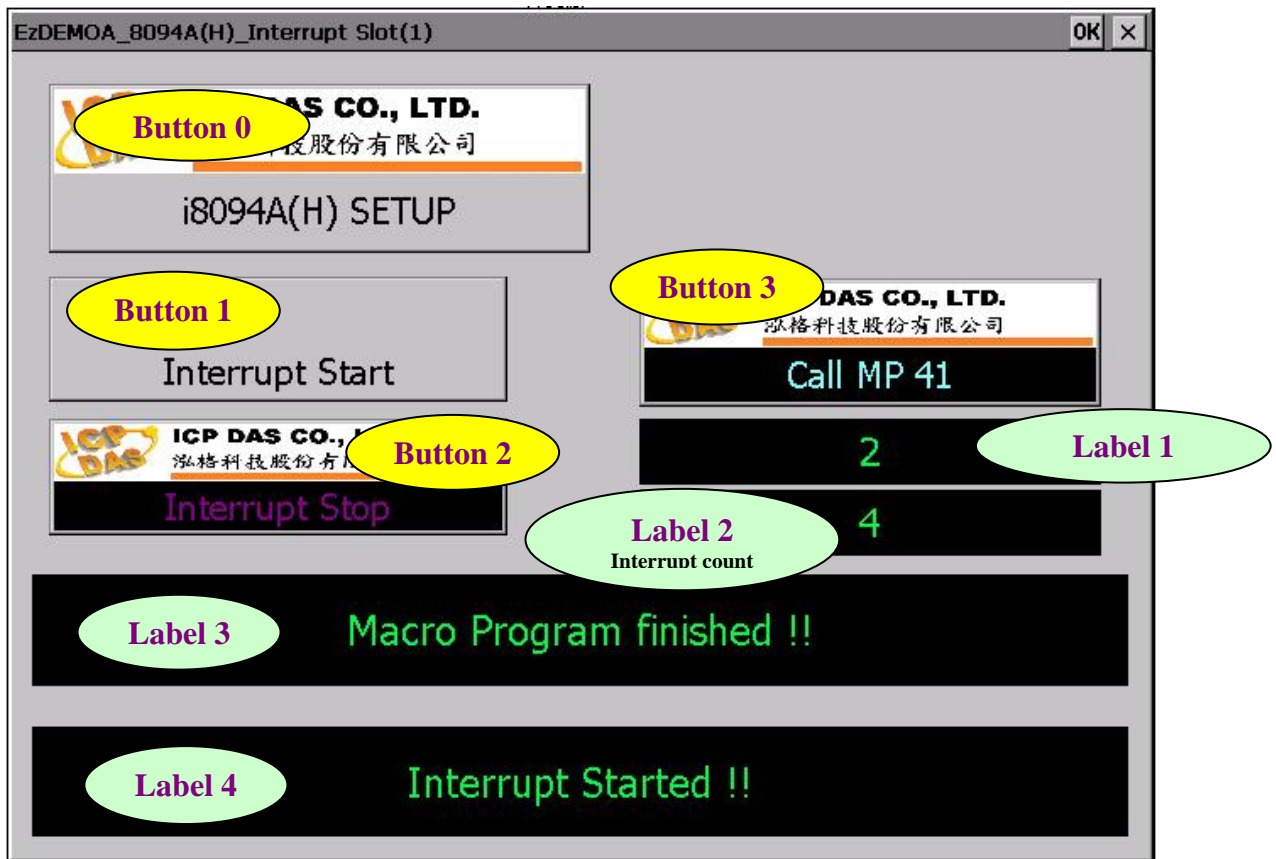 EzDEMOA_8094A(H)_Interrupt Slot(1)
OK
Button 0
S CO., LTD.
股份有限公司
i8094A(H) SETUP
Button 1
Interrupt Start
Button 3
DAS CO., LTD.
泓格科技股份有限公司
Call MP 41
ICP DAS
ICP DAS CO.,
泓格科技股份有
Button 2
Interrupt Stop
2
Label 1
4
Label 2
Interrupt count
Label 3
Macro Program finished !!
Label 4
Interrupt Started !!